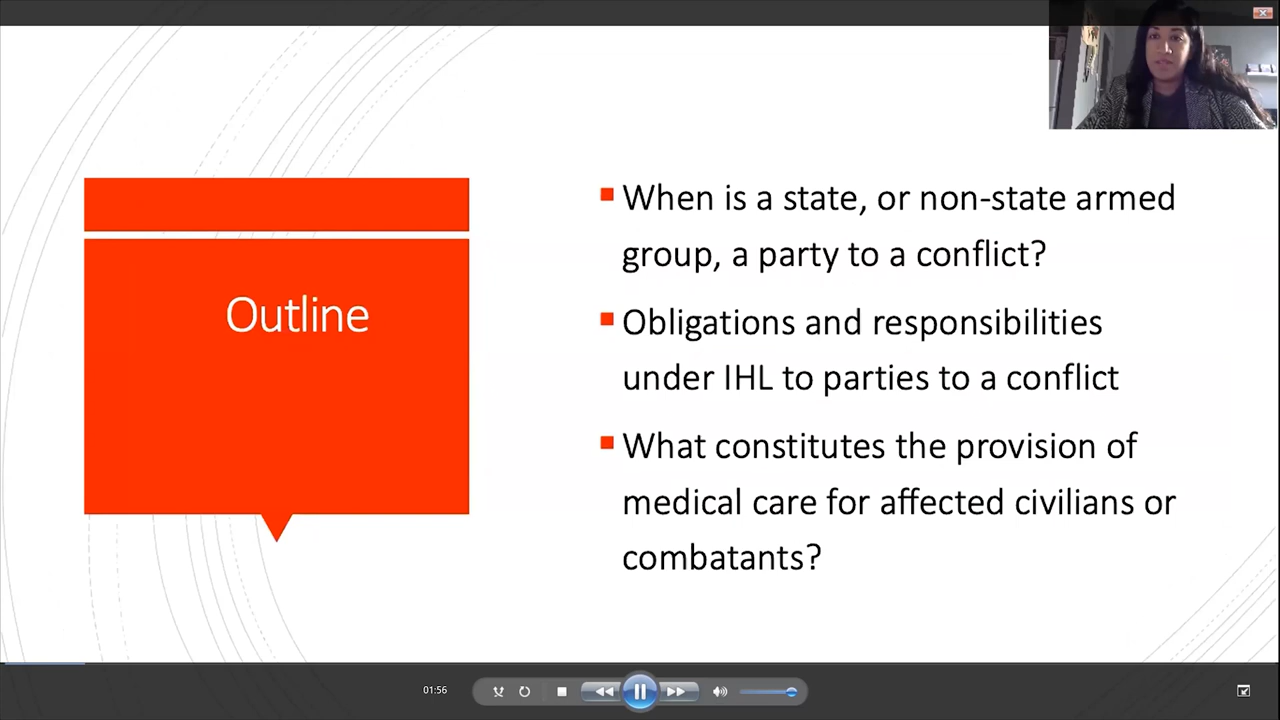 Outline
When is a state, or non-state armed
group, a party to a conflict?
Obligations and responsibilities
under IHL to parties to a conflict
What constitutes the provision of
medical care for affected civilians or
combatants?
01:56